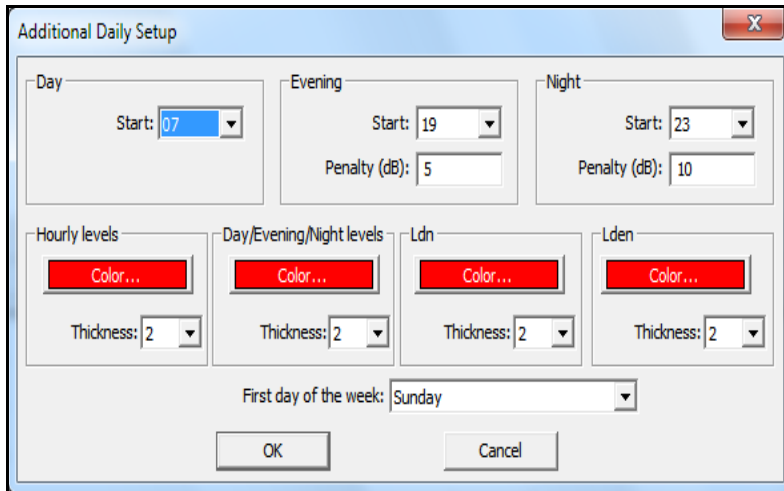 Additional Daily Setup
X
Day
Start: 07
Evening
Start: 19
Penalty (dB): 5
Night
Start: 23
Penalty (dB): 10
Hourly levels
Color...
Thickness: 2
Day/Evening/Night levels
Color...
Thickness: 2
Ldn
Color...
Thickness: 2
Lden
Color...
Thickness: 2
First day of the week: Sunday
OK
Cancel